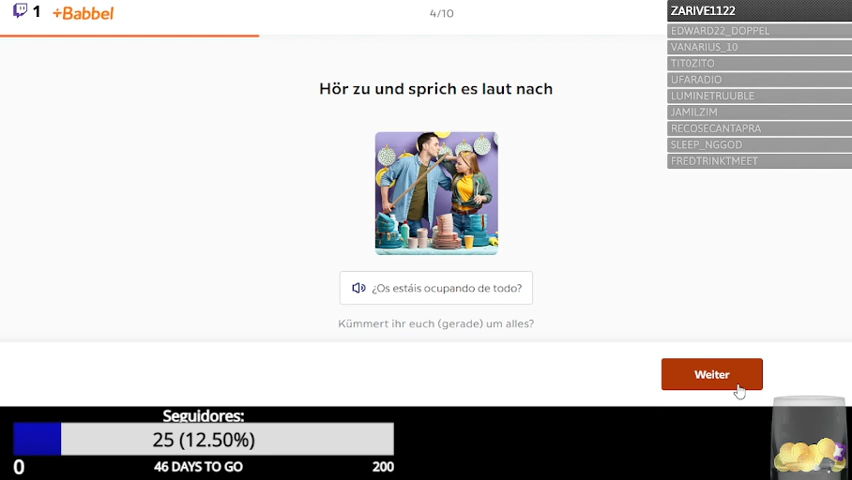 1
+Babbel
4/10
ZARIVE1122
EDWARD22_DOPPEL
VANARIUS_10
TIT0ZITO
UFARADIO
LUMINETRUUBLE
JAMILZIM
RECOSECANTAPRA
SLEEP_NGGOD
FREDTRINKTMEET
Hör zu und sprich es laut nach
¿Os estáis ocupando de todo?
Kümmert ihr euch (gerade) um alles?
Weiter
Seguidores:
25 (12.50%)
0
46 DAYS TO GO
200